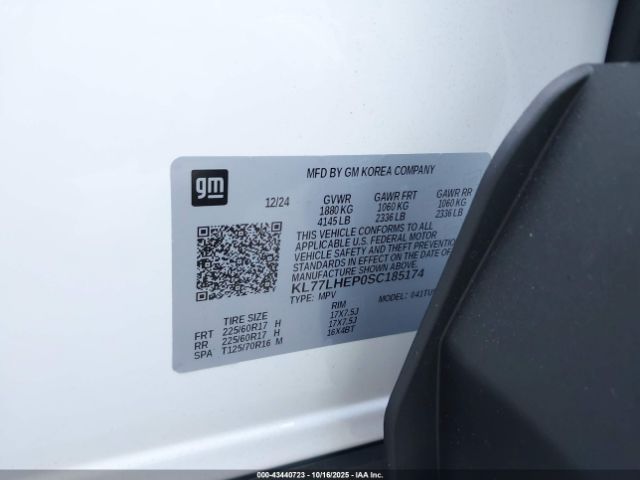 gm
MFD BY GM KOREA COMPANY
12/24 GVWR GAWR FRT GAWR RR
1880 KG 1060 KG 1060 KG
4145 LB 2336 LB 2336 LB
THIS VEHICLE CONFORMS TO ALL
APPLICABLE U.S. FEDERAL MOTOR
VEHICLE SAFETY AND THEFT PREVENTION
STANDARDS IN EFFECT ON THE DATE OF
MANUFACTURE SHOWN ABOVE.
KL77LHEP0SC185174
TYPE: MPV MODEL:
TIRE SIZE RIM
FRT 225/60R17 H 17X7.5J
RR 225/60R17 H 17X7.5J
SPA T125/70R16 M 16X4BT
000-43440723 - 10/16/2025 - IAAI Copart